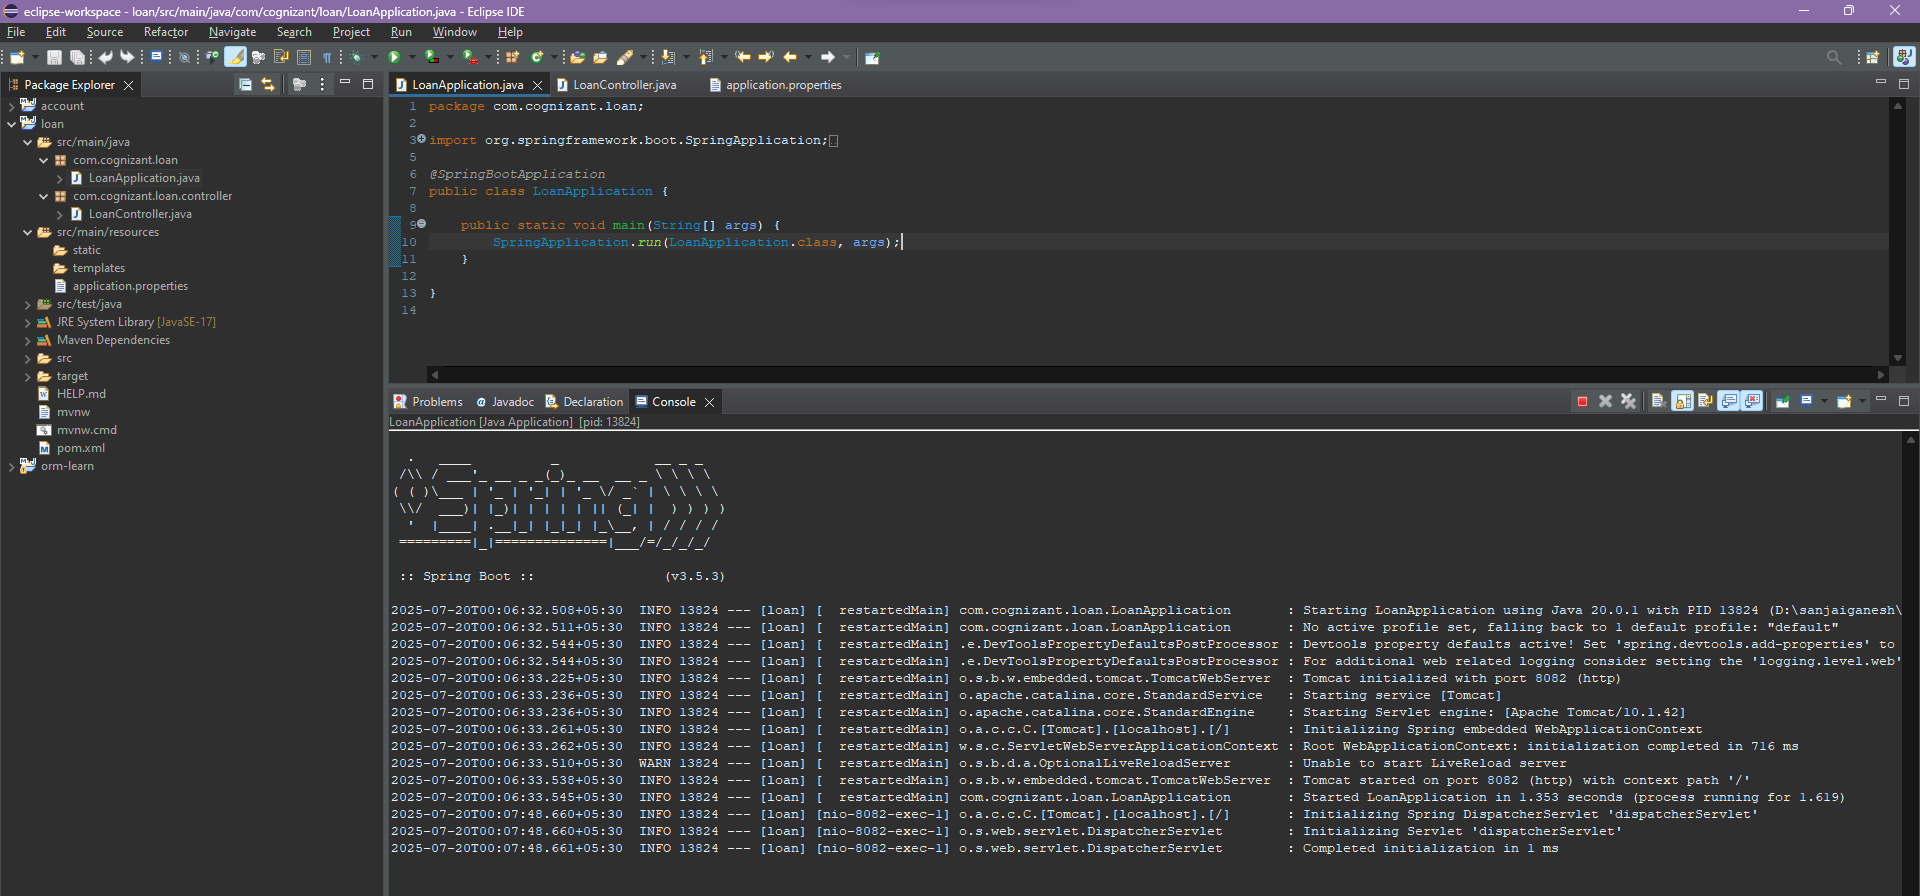 eclipse-workspace - loan/src/main/java/com/cognizant/loan/LoanApplication.java - Eclipse IDE
File Edit Source Refactor Navigate Search Project Run Window Help
Package Explorer
account
loan
src/main/java
com.cognizant.loan
LoanApplication.java
com.cognizant.loan.controller
LoanController.java
src/main/resources
static
templates
application.properties
src/test/java
JRE System Library [JavaSE-17]
Maven Dependencies
src
target
HELP.md
mvnw
mvnw.cmd
pom.xml
orm-learn
LoanApplication.java LoanController.java application.properties
1 package com.cognizant.loan;
2
3 import org.springframework.boot.SpringApplication;
5
6 @SpringBootApplication
7 public class LoanApplication {
8
9 public static void main(String[] args) {
10 SpringApplication.run(LoanApplication.class, args);
11 }
12
13 }
14
Problems Javadoc Declaration Console
LoanApplication [Java Application] [pid: 13824]
  .   ____          _            __ _ _
 /\\ / ___'_ __ _ _(_)_ __  __ _ \ \ \ \
( ( )\___ | '_ | '_| | '_ \/ _` | \ \ \ \
 \\/  ___)| |_)| | | | | || (_| |  ) ) ) )
  '  |____| .__|_| |_|_| |_\__, | / / / /
 =========|_|==============|___/=/_/_/_/
:: Spring Boot :: (v3.5.3)
2025-07-20T00:06:32.508+05:30 INFO 13824 --- [loan] [ restartedMain] com.cognizant.loan.LoanApplication : Starting LoanApplication using Java 20.0.1 with PID 13824 (D:\sanjaiganesh\
2025-07-20T00:06:32.511+05:30 INFO 13824 --- [loan] [ restartedMain] com.cognizant.loan.LoanApplication : No active profile set, falling back to 1 default profile: "default"
2025-07-20T00:06:32.544+05:30 INFO 13824 --- [loan] [ restartedMain] .e.DevToolsPropertyDefaultsPostProcessor : Devtools property defaults active! Set 'spring.devtools.add-properties' to
2025-07-20T00:06:32.544+05:30 INFO 13824 --- [loan] [ restartedMain] .e.DevToolsPropertyDefaultsPostProcessor : For additional web related logging consider setting the 'logging.level.web'
2025-07-20T00:06:33.225+05:30 INFO 13824 --- [loan] [ restartedMain] o.s.b.w.embedded.tomcat.TomcatWebServer : Tomcat initialized with port 8082 (http)
2025-07-20T00:06:33.236+05:30 INFO 13824 --- [loan] [ restartedMain] o.apache.catalina.core.StandardService : Starting service [Tomcat]
2025-07-20T00:06:33.236+05:30 INFO 13824 --- [loan] [ restartedMain] o.apache.catalina.core.StandardEngine : Starting Servlet engine: [Apache Tomcat/10.1.42]
2025-07-20T00:06:33.261+05:30 INFO 13824 --- [loan] [ restartedMain] o.a.c.c.C.[Tomcat].[localhost].[/] : Initializing Spring embedded WebApplicationContext
2025-07-20T00:06:33.262+05:30 INFO 13824 --- [loan] [ restartedMain] w.s.c.ServletWebServerApplicationContext : Root WebApplicationContext: initialization completed in 716 ms
2025-07-20T00:06:33.510+05:30 WARN 13824 --- [loan] [ restartedMain] o.s.b.d.a.OptionalLiveReloadServer : Unable to start LiveReload server
2025-07-20T00:06:33.538+05:30 INFO 13824 --- [loan] [ restartedMain] o.s.b.w.embedded.tomcat.TomcatWebServer : Tomcat started on port 8082 (http) with context path '/'
2025-07-20T00:06:33.545+05:30 INFO 13824 --- [loan] [ restartedMain] com.cognizant.loan.LoanApplication : Started LoanApplication in 1.353 seconds (process running for 1.619)
2025-07-20T00:07:48.660+05:30 INFO 13824 --- [loan] [nio-8082-exec-1] o.a.c.c.C.[Tomcat].[localhost].[/] : Initializing Spring DispatcherServlet 'dispatcherServlet'
2025-07-20T00:07:48.660+05:30 INFO 13824 --- [loan] [nio-8082-exec-1] o.s.web.servlet.DispatcherServlet : Initializing Servlet 'dispatcherServlet'
2025-07-20T00:07:48.661+05:30 INFO 13824 --- [loan] [nio-8082-exec-1] o.s.web.servlet.DispatcherServlet : Completed initialization in 1 ms